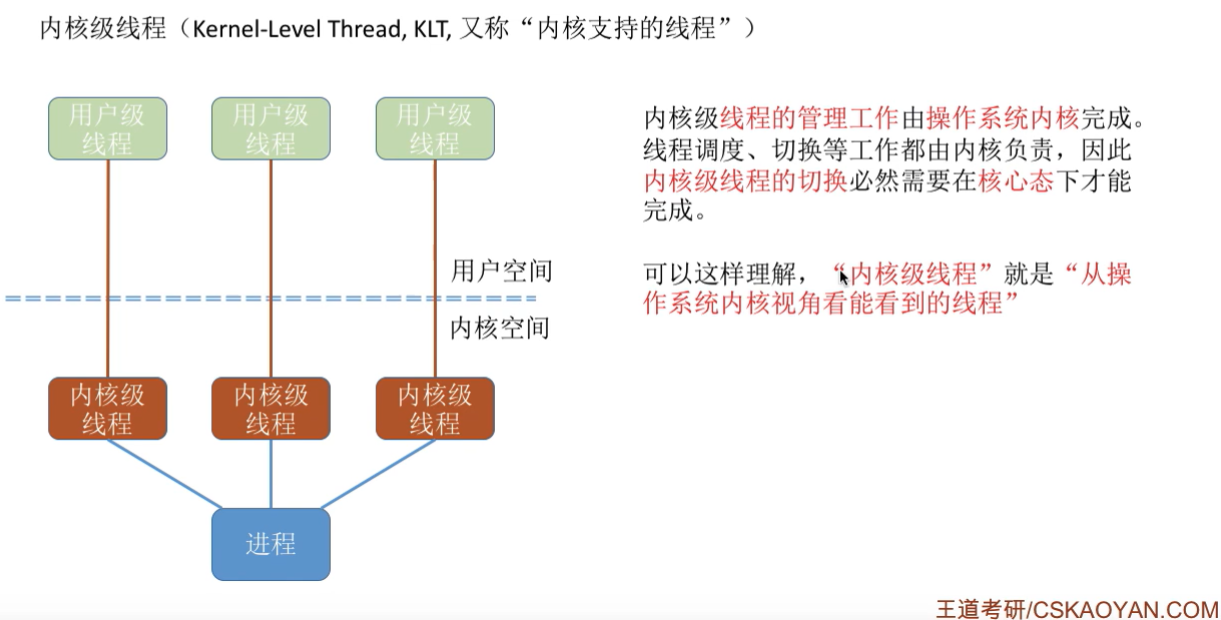 内核级线程（Kernel-Level Thread, KLT, 又称“内核支持的线程”）
用户级
线程
用户级
线程
用户级
线程
用户空间
内核空间
内核级
线程
内核级
线程
内核级
线程
进程
内核级线程的管理工作由操作系统内核完成。
线程调度、切换等工作都由内核负责，因此
内核级线程的切换必然需要在核心态下才能
完成。
可以这样理解，“内核级线程”就是“从操
作系统内核视角看能看到的线程”
王道考研/CSKAOYAN.COM